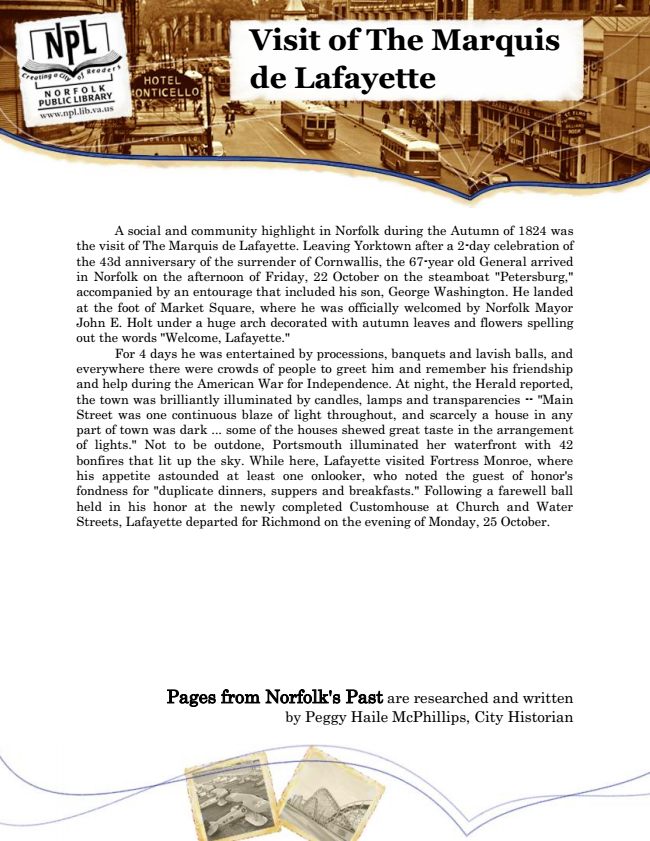 NPL
Creating a City of Readers
NORFOLK
PUBLIC LIBRARY
www.npl.lib.va.us
Visit of The Marquis
de Lafayette
HOTEL
MONTICELLO
A social and community highlight in Norfolk during the Autumn of 1824 was
the visit of The Marquis de Lafayette. Leaving Yorktown after a 2-day celebration of
the 43d anniversary of the surrender of Cornwallis, the 67-year old General arrived
in Norfolk on the afternoon of Friday, 22 October on the steamboat "Petersburg,"
accompanied by an entourage that included his son, George Washington. He landed
at the foot of Market Square, where he was officially welcomed by Norfolk Mayor
John E. Holt under a huge arch decorated with autumn leaves and flowers spelling
out the words "Welcome, Lafayette."
For 4 days he was entertained by processions, banquets and lavish balls, and
everywhere there were crowds of people to greet him and remember his friendship
and help during the American War for Independence. At night, the Herald reported,
the town was brilliantly illuminated by candles, lamps and transparencies -- "Main
Street was one continuous blaze of light throughout, and scarcely a house in any
part of town was dark ... some of the houses shewed great taste in the arrangement
of lights." Not to be outdone, Portsmouth illuminated her waterfront with 42
bonfires that lit up the sky. While here, Lafayette visited Fortress Monroe, where
his appetite astounded at least one onlooker, who noted the guest of honor's
fondness for "duplicate dinners, suppers and breakfasts." Following a farewell ball
held in his honor at the newly completed Customhouse at Church and Water
Streets, Lafayette departed for Richmond on the evening of Monday, 25 October.
Pages from Norfolk's Past are researched and written
by Peggy Haile McPhillips, City Historian